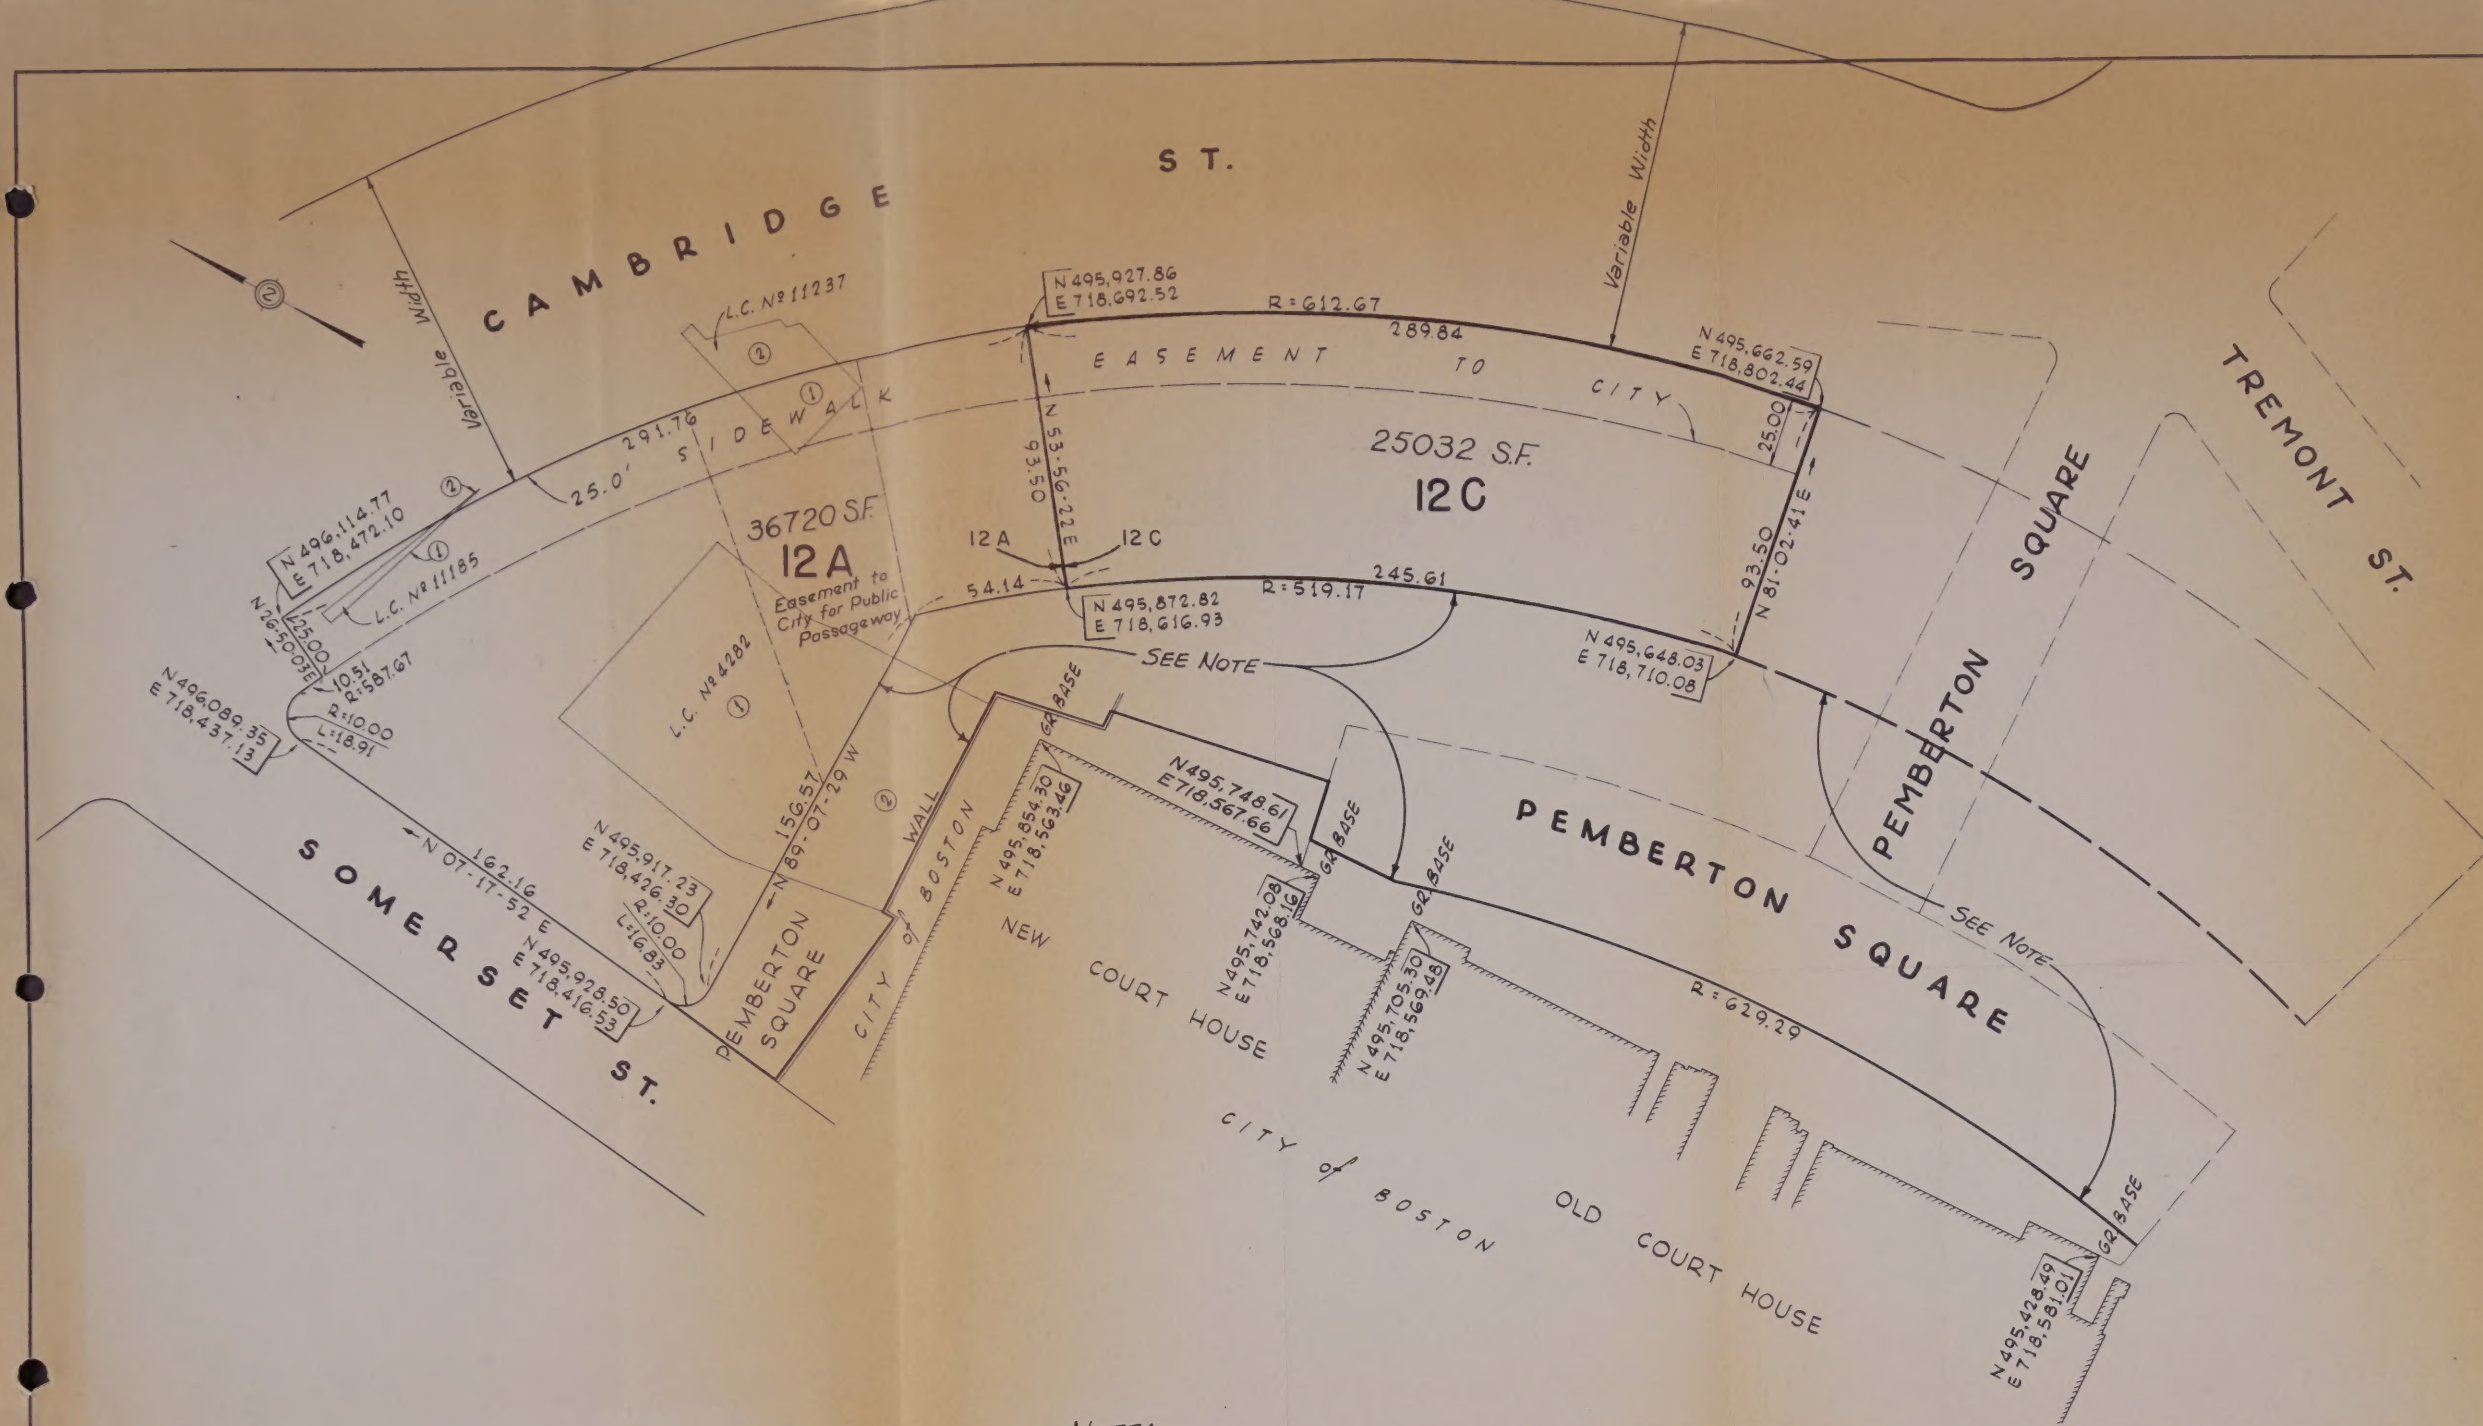 CAMBRIDGE ST.
Variable Width
Variable Width
②
L.C. Nº 11237
②
①
N 495,927.86
E 718,692.52
R=612.67
289.84
EASEMENT TO CITY
N 495,662.59
E 718,802.44
25.00
TREMONT ST.
291.76
25.0' SIDEWALK
N 53-56-22 E
93.50
25032 S.F.
12C
36720 S.F.
12A
Easement to
City for Public
Passageway
12A
12C
54.14
N 495,872.82
E 718,616.93
245.61
R=519.17
93.50
N 81-02-41 E
N 495,648.03
E 718,710.08
PEMBERTON SQUARE
②
N 496,114.77
E 718,472.10
①
L.C. Nº 11185
N 26-50-03 E
25.00
10.51
R=587.67
R=10.00
L=18.91
N 496,089.35
E 718,437.13
L.C. Nº 4282
①
②
SEE NOTE
156.57
N 89-07-29 W
WALL
CITY of BOSTON
GR. BASE
N 495,854.30
E 718,563.46
N 495,748.61
E 718,567.66
GR. BASE
N 495,742.08
E 718,568.16
GR. BASE
N 495,705.30
E 718,569.48
PEMBERTON SQUARE
SEE NOTE
R=629.29
162.16
N 07-17-52 E
N 495,917.23
E 718,426.30
R=10.00
L=16.83
N 495,928.50
E 718,416.53
SOMERSET ST.
PEMBERTON
SQUARE
NEW COURT HOUSE
CITY of BOSTON
OLD COURT HOUSE
GR. BASE
N 495,428.49
E 718,581.01